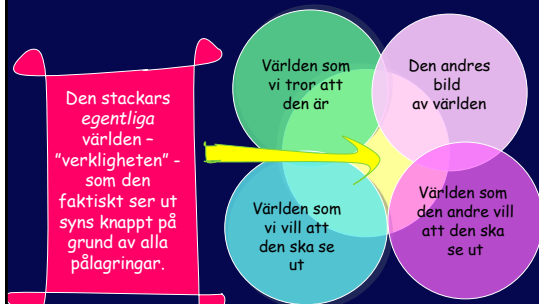 Den stackars
egentliga
världen –
"verkligheten" -
som den
faktiskt ser ut
syns knappt på
grund av alla
pålagringar.
Världen som
vi tror att
den är
Den andres
bild
av världen
Världen som
vi vill att
den ska se
ut
Världen som
den andre vill
att den ska
se ut